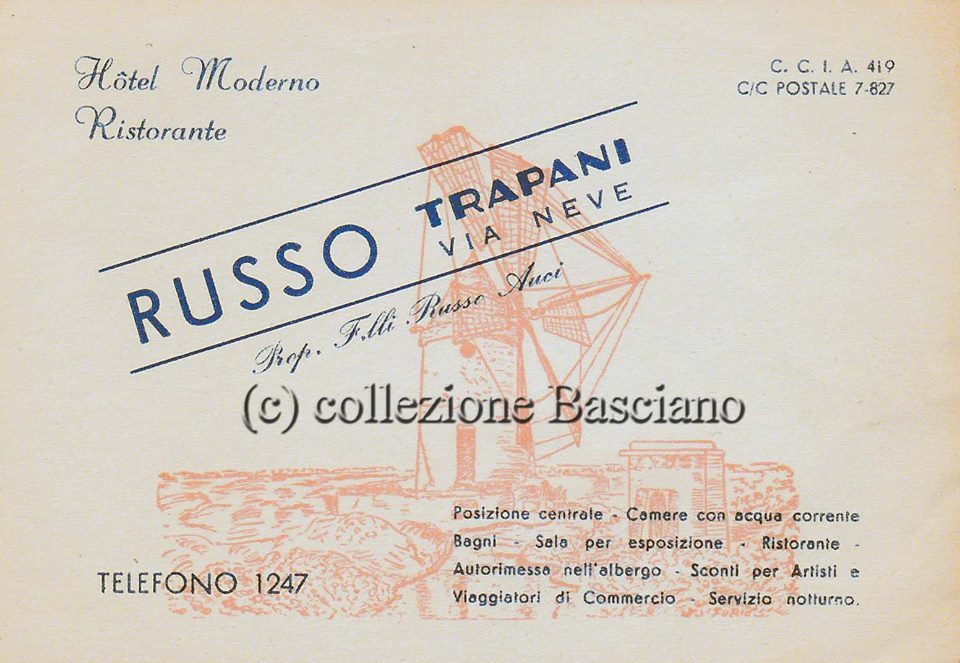 Hôtel Moderno
Ristorante
C. C. I. A. 419
C/C POSTALE 7-827
RUSSO TRAPANI
VIA NEVE
Prop. F.lli Russo Auci
(c) collezione Basciano
Posizione centrale - Camere con acqua corrente
Bagni - Sala per esposizione - Ristorante -
Autorimessa nell'albergo - Sconti per Artisti e
Viaggiatori di Commercio - Servizio notturno.
TELEFONO 1247